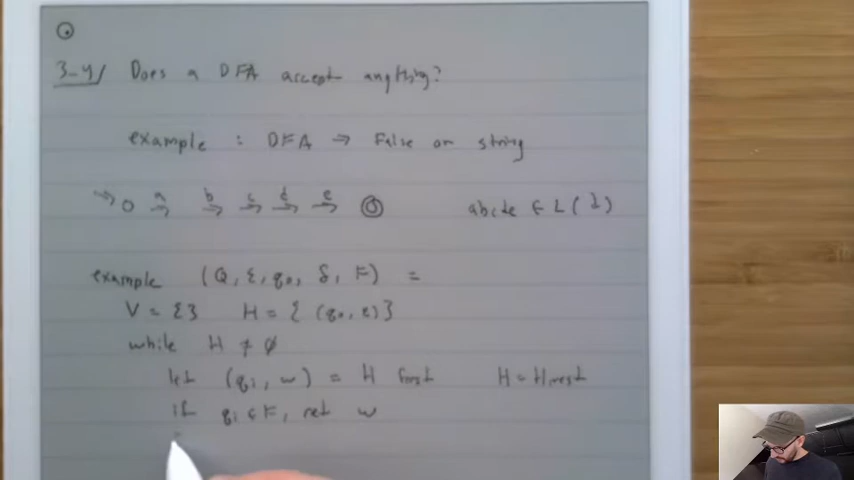 3-4/ Does a DFA accept anything?
example : DFA → False or string
→ O a→ b→ c→ d→ e→ ◎ abcde ∈ L( )
example (Q, Σ, q₀, δ, F) =
V = {} H = { (q₀, ε) }
while H ≠ ∅
let (qᵢ, w) = H first H = H.rest
if qᵢ ∈ F, ret w